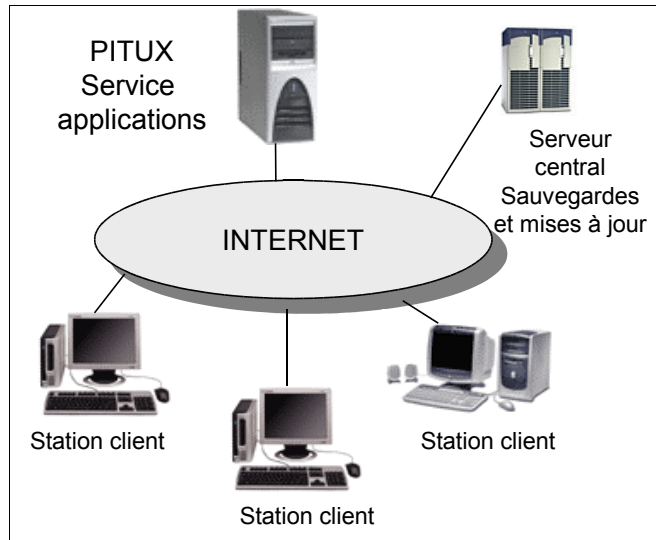 PITUX
Service
applications
Serveur
central
Sauvegardes
et mises à jour
INTERNET
Station client
Station client
Station client